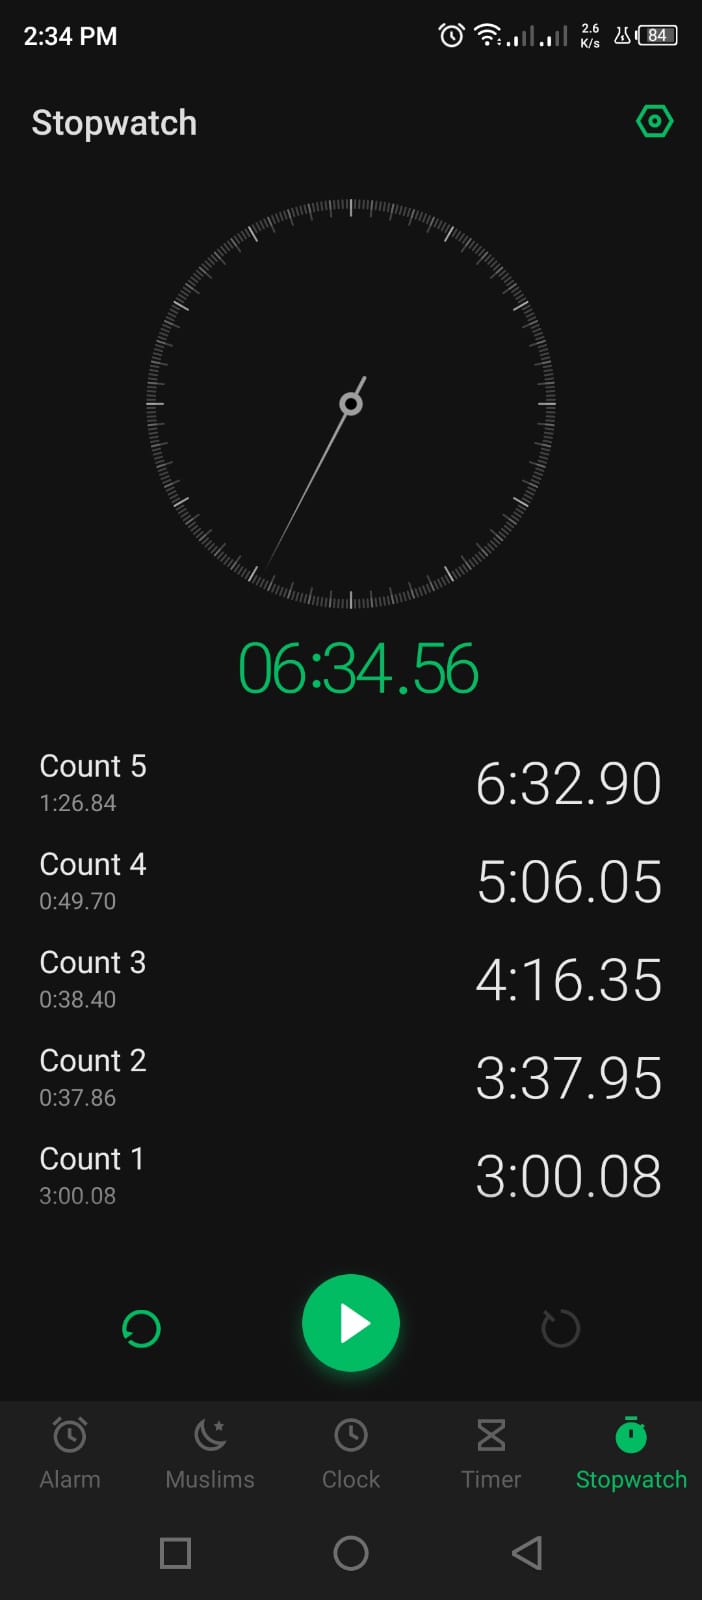 2:34 PM
2.6
K/s
84
Stopwatch
06:34.56
Count 5
1:26.84
6:32.90
Count 4
0:49.70
5:06.05
Count 3
0:38.40
4:16.35
Count 2
0:37.86
3:37.95
Count 1
3:00.08
3:00.08
Alarm
Muslims
Clock
Timer
Stopwatch